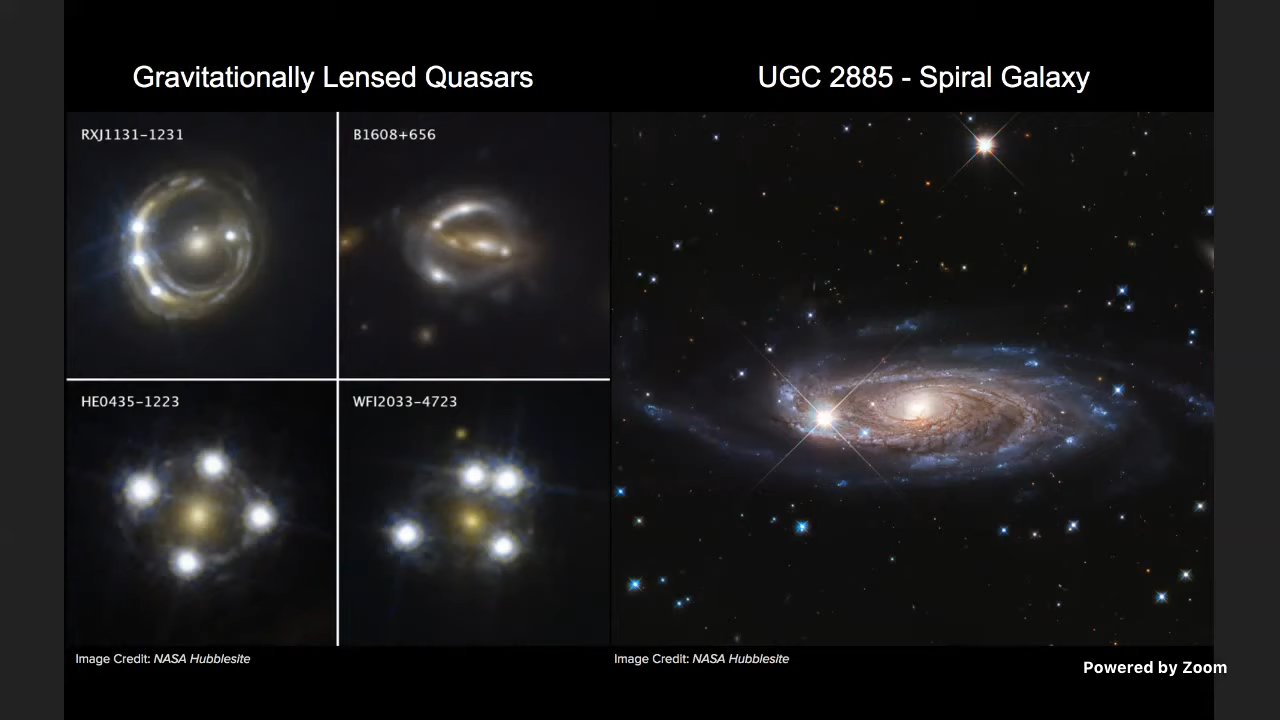 Gravitationally Lensed Quasars
UGC 2885 - Spiral Galaxy
RXJ1131-1231
B1608+656
HE0435-1223
WFI2033-4723
Image Credit: NASA Hubblesite
Image Credit: NASA Hubblesite
Powered by Zoom